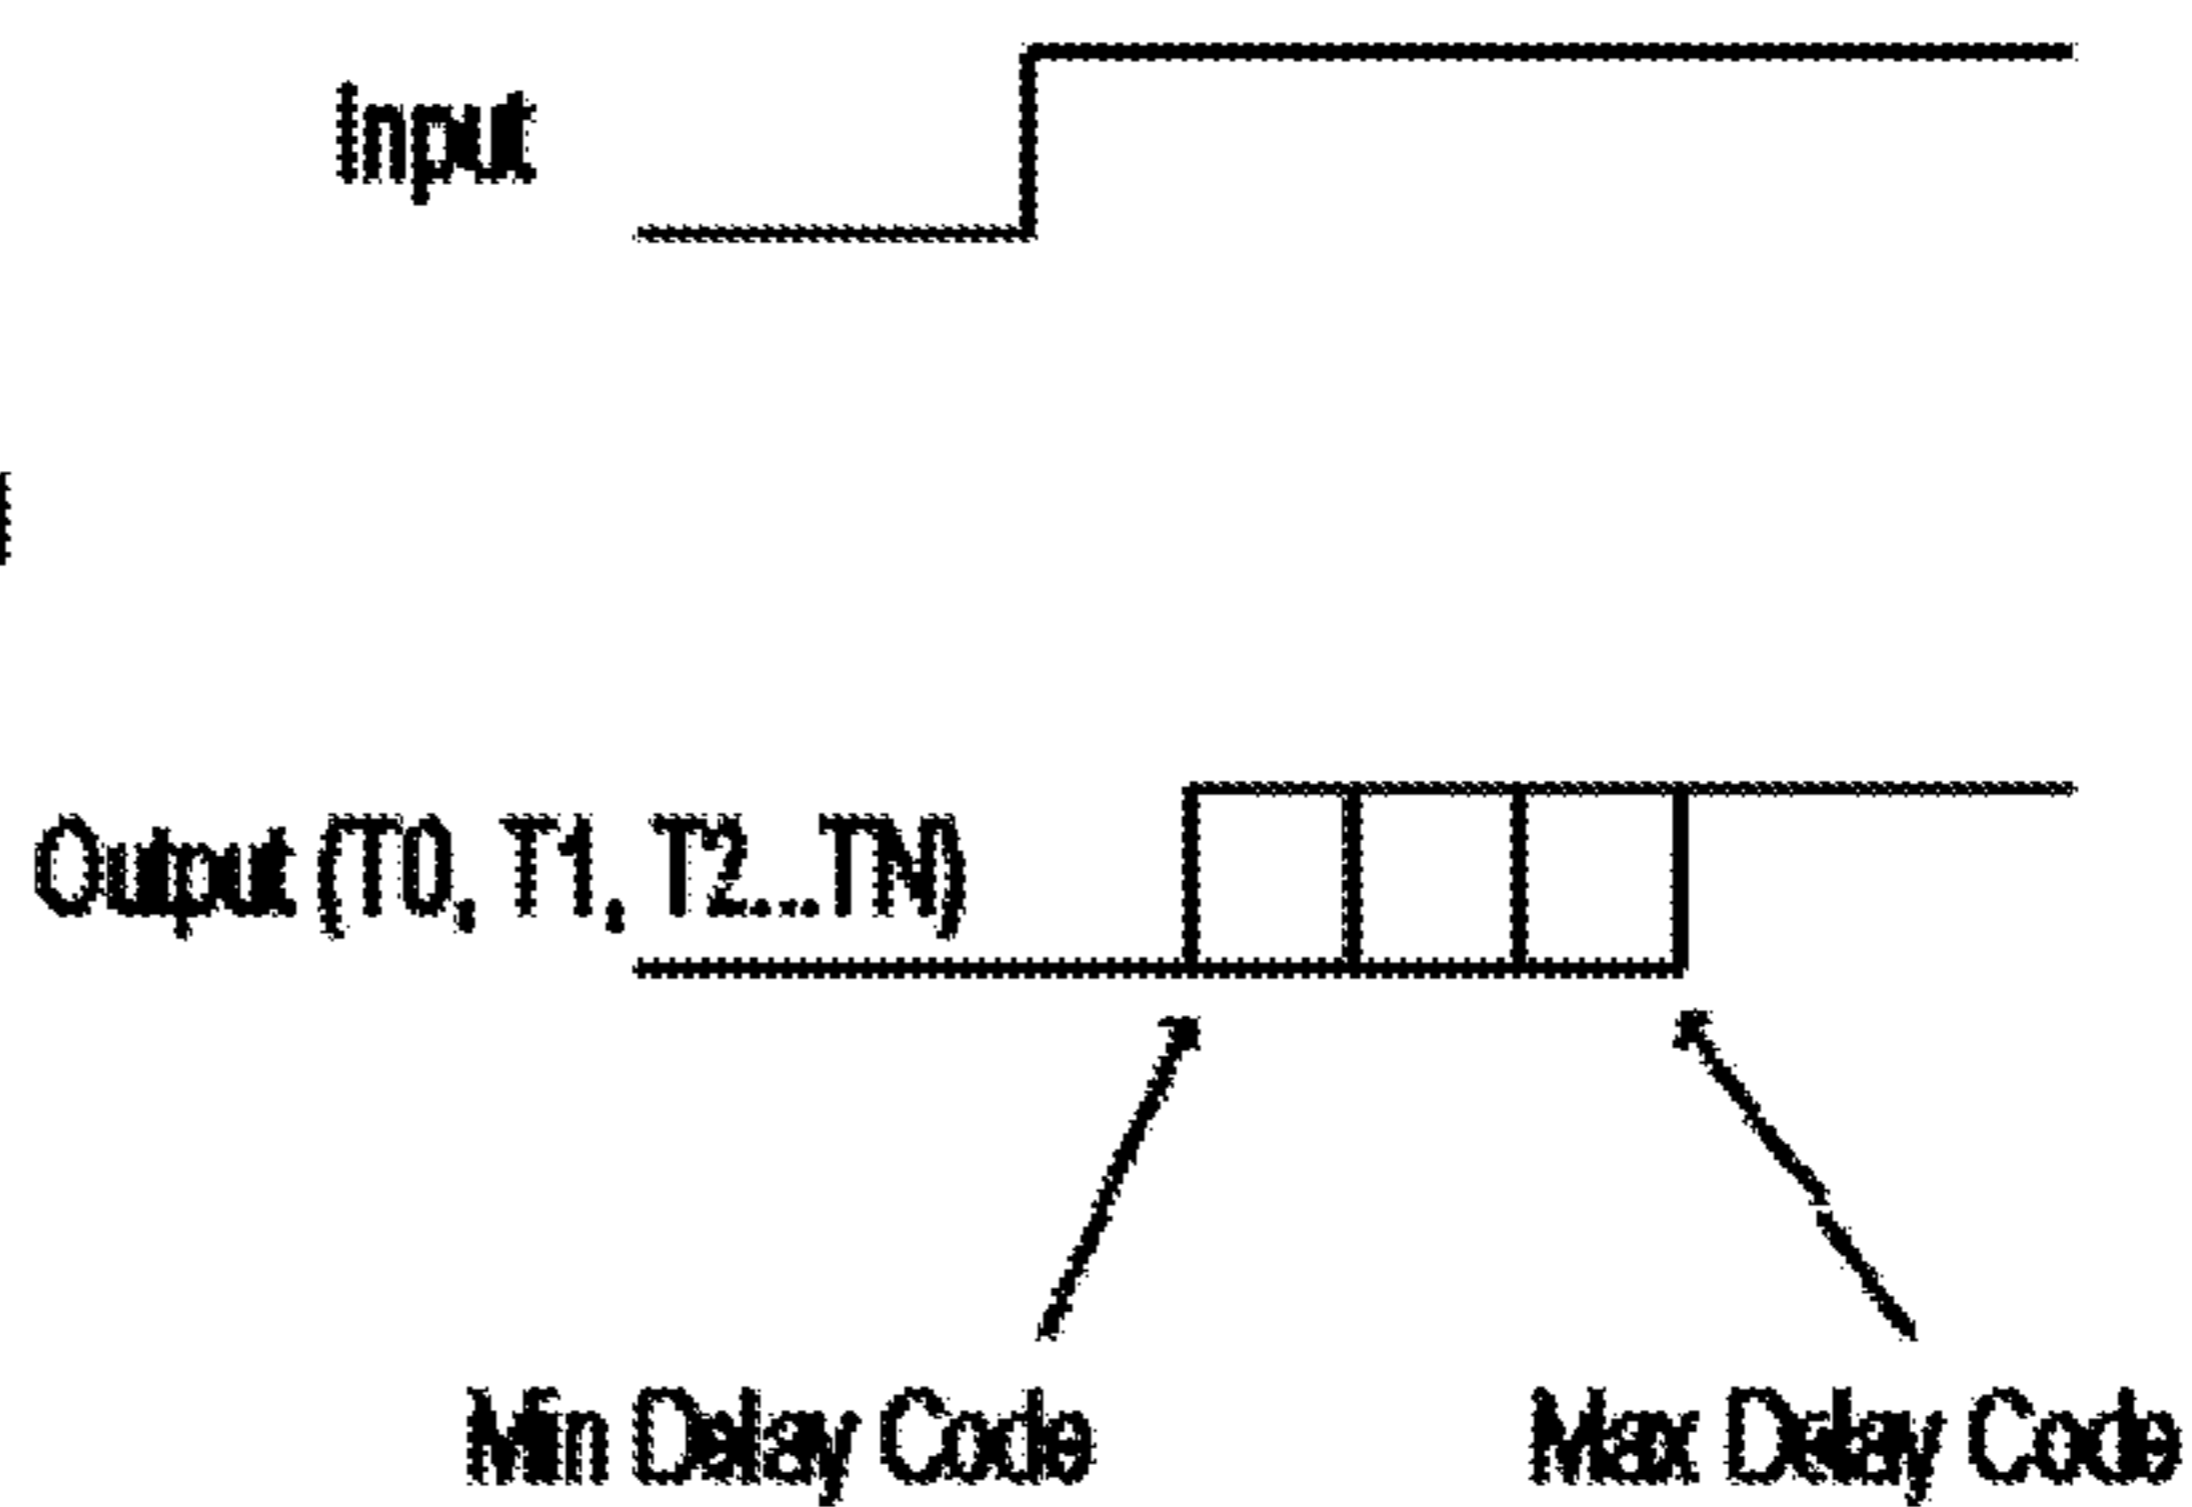 Input
Output (T0, T1, T2...TN)
Min Delay Code
Max Delay Code